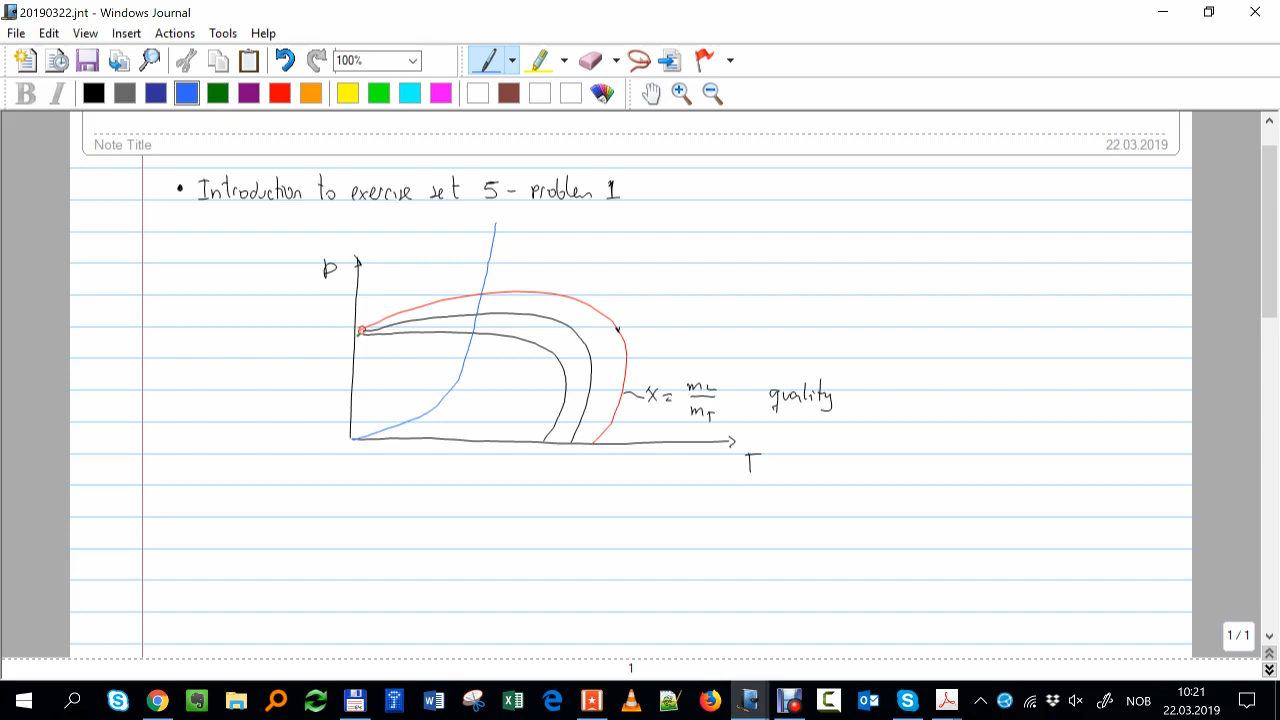 20190322.jnt - Windows Journal
File Edit View Insert Actions Tools Help
100%
B I
Note Title 22.03.2019
• Introduction to exercise set 5 - problem 1
P
x = mL / mT quality
T
1 / 1
1
NOB
10:21
22.03.2019